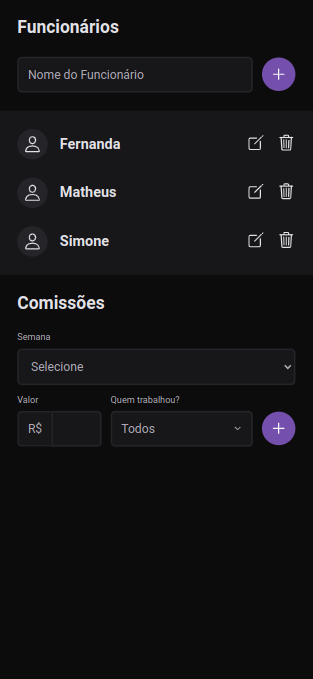 Funcionários
Nome do Funcionário
Fernanda
Matheus
Simone
Comissões
Semana
Selecione
Valor
Quem trabalhou?
R$
Todos